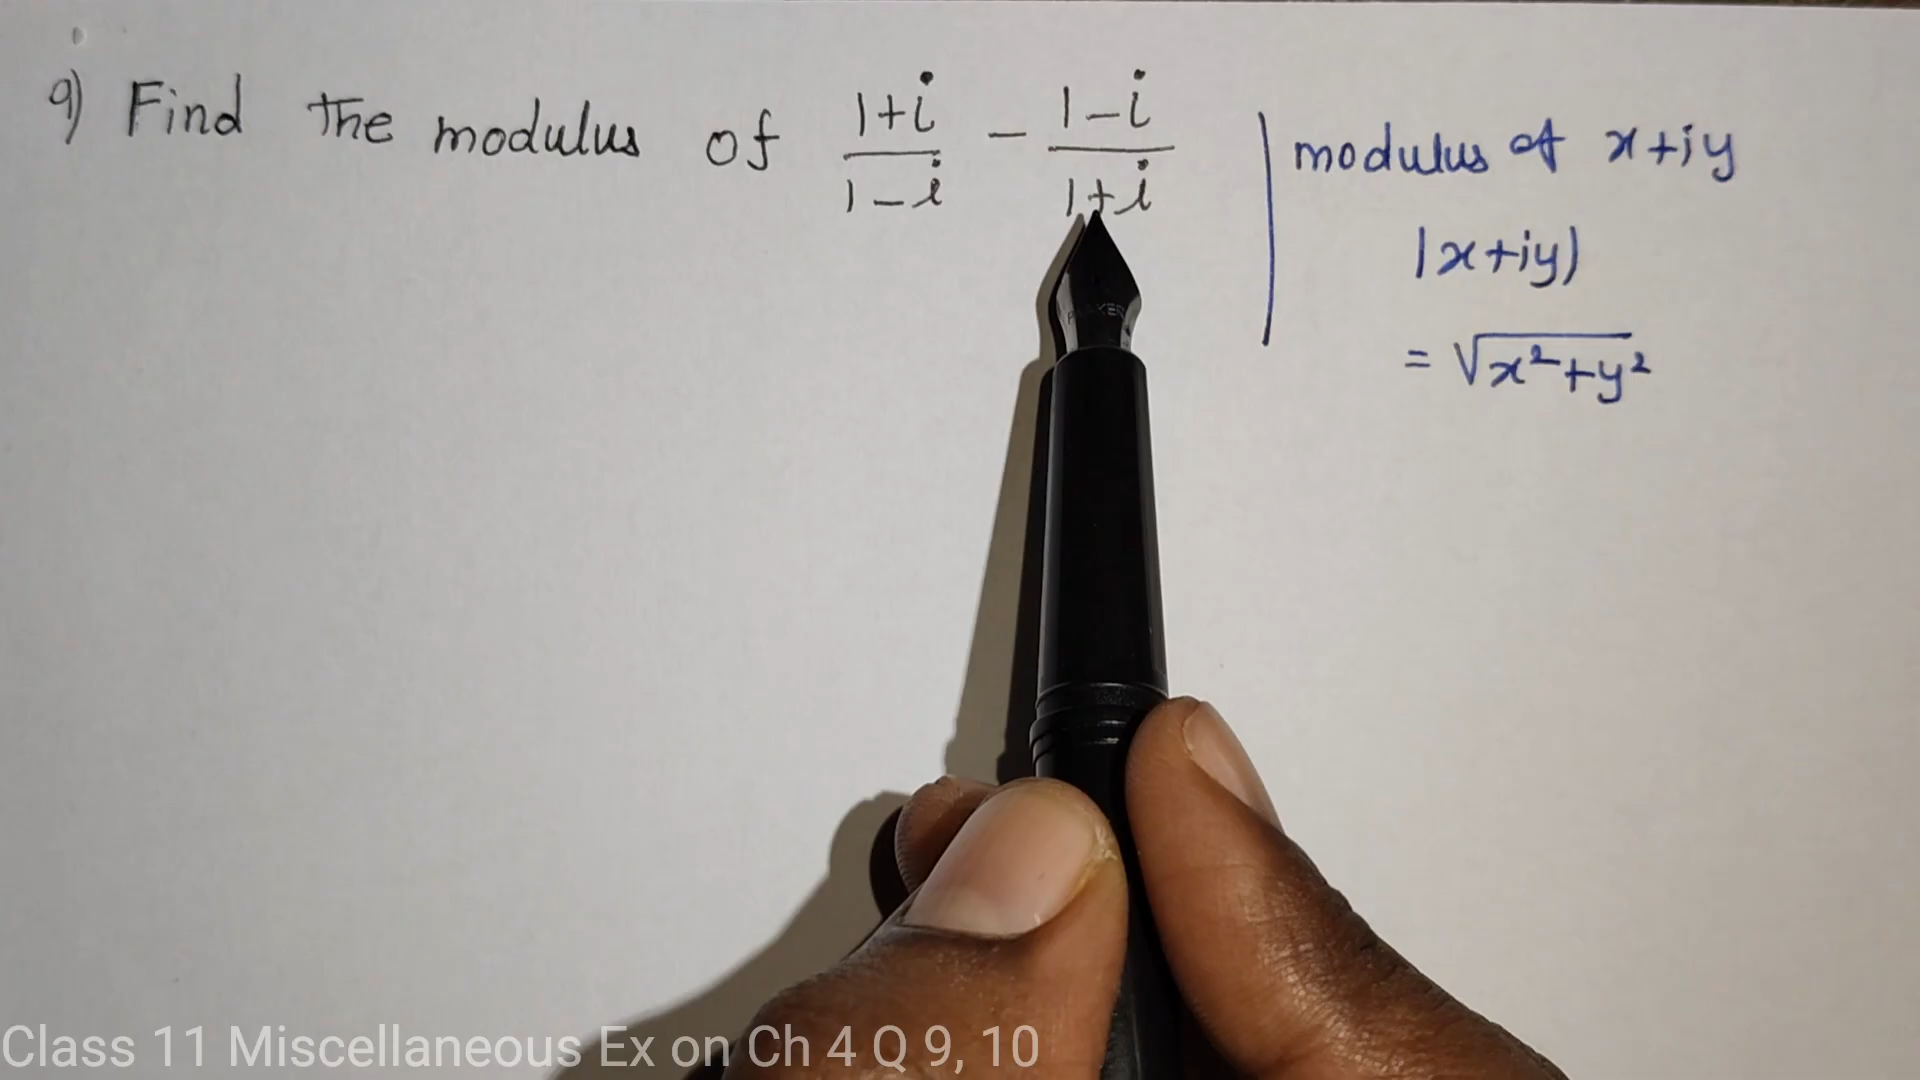 9) Find the modulus of (1+i)/(1-i) - (1-i)/(1+i)
modulus of x+iy
|x+iy)
= √x²+y²
PARKER
Class 11 Miscellaneous Ex on Ch 4 Q 9, 10